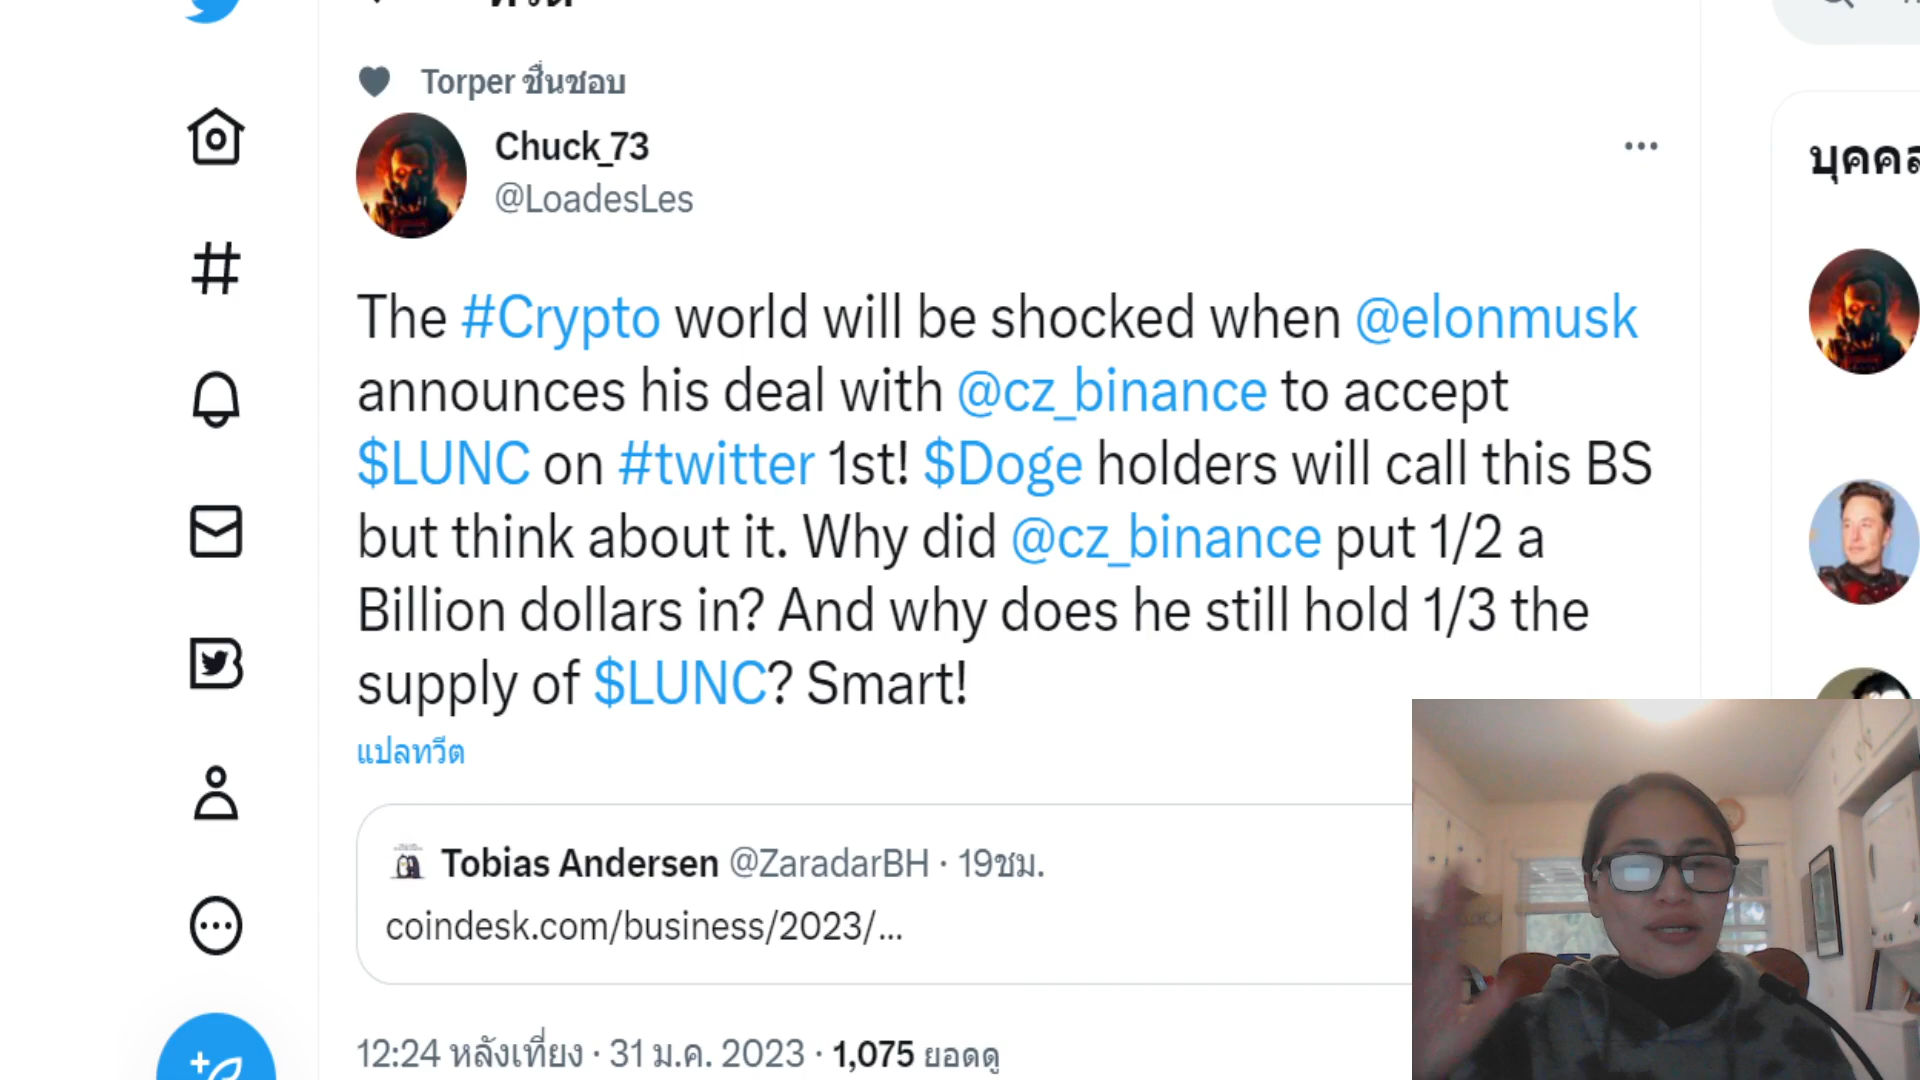 Torper ชื่นชอบ
Chuck_73
@LoadesLes
The #Crypto world will be shocked when @elonmusk
announces his deal with @cz_binance to accept
$LUNC on #twitter 1st! $Doge holders will call this BS
but think about it. Why did @cz_binance put 1/2 a
Billion dollars in? And why does he still hold 1/3 the
supply of $LUNC? Smart!
แปลทวีต
Tobias Andersen @ZaradarBH · 19ชม.
coindesk.com/business/2023/...
12:24 หลังเที่ยง · 31 ม.ค. 2023 · 1,075 ยอดดู